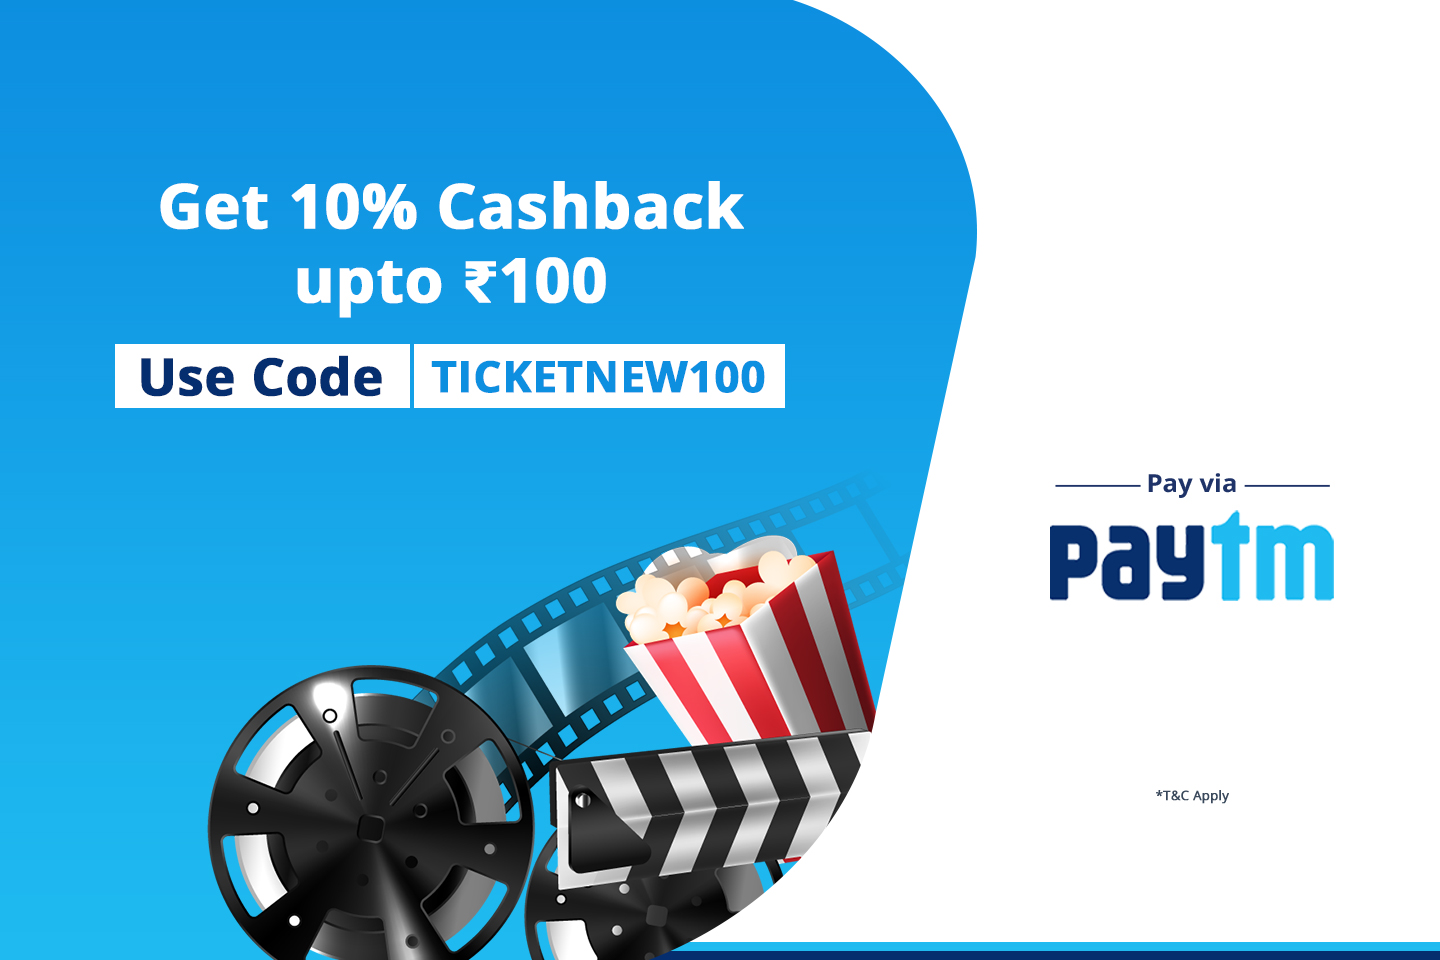 Get 10% Cashback
upto ₹100
Use Code TICKETNEW100
Pay via
paytm
*T&C Apply